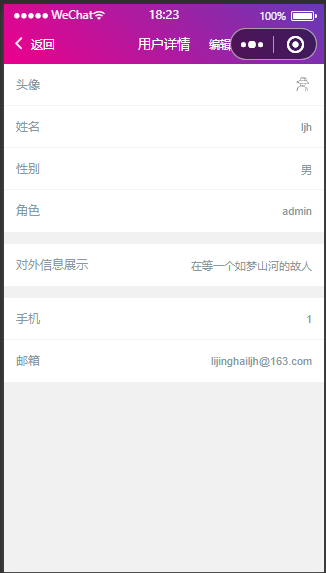 WeChat 18:23 100%
返回 用户详情 编辑
头像
姓名 ljh
性别 男
角色 admin
对外信息展示 在等一个如梦山河的故人
手机 1
邮箱 lijinghailjh@163.com